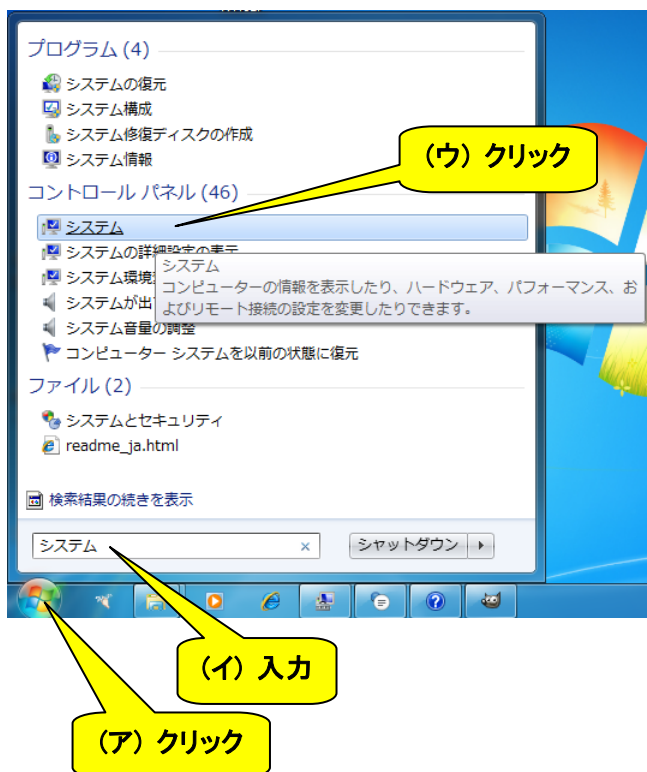 プログラム (4)
システムの復元
システム構成
システム修復ディスクの作成
システム情報
(ウ) クリック
コントロール パネル (46)
システム
システムの詳細設定の表示
システム
システム環境
コンピューターの情報を表示したり、ハードウェア、パフォーマンス、お
システムが出
よびリモート接続の設定を変更したりできます。
システム音量の調整
コンピューター システムを以前の状態に復元
ファイル (2)
システムとセキュリティ
readme_ja.html
検索結果の続きを表示
システム
シャットダウン
(イ) 入力
(ア) クリック